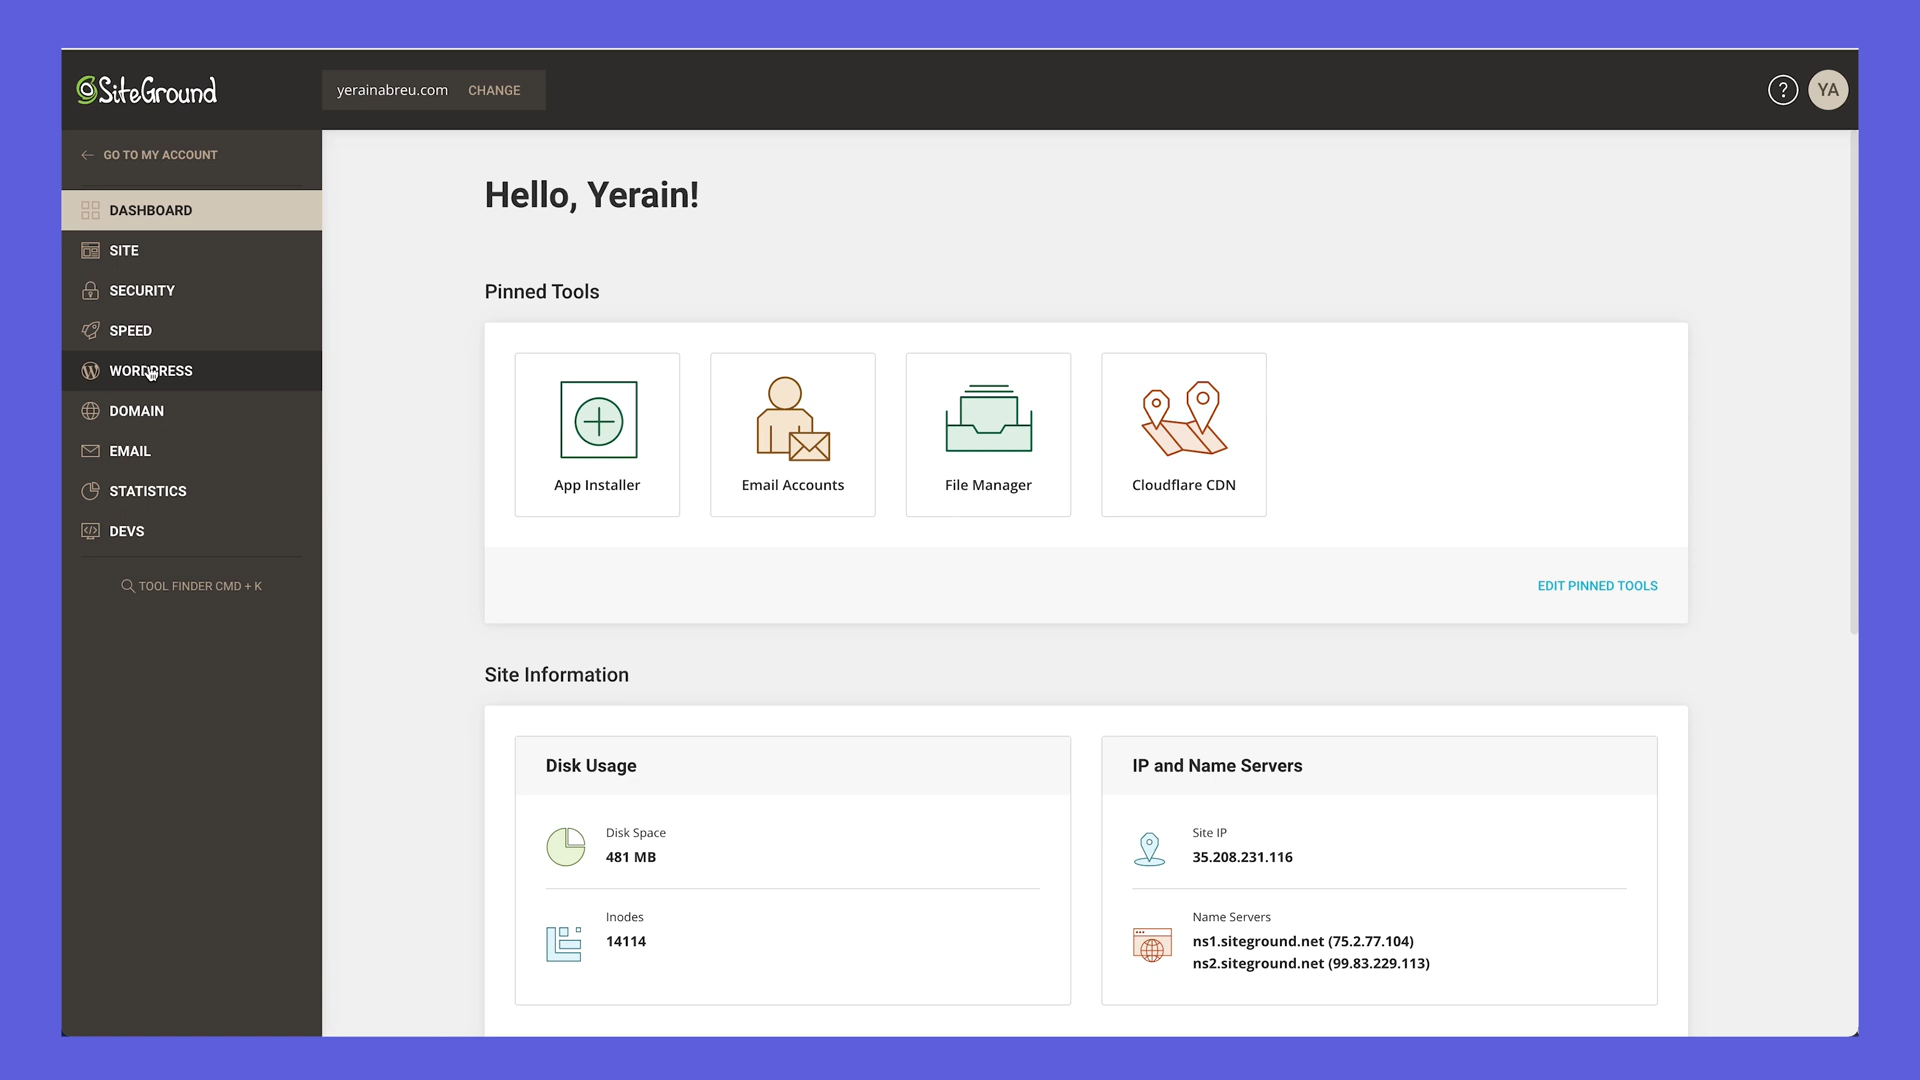 SiteGround
yerainabreu.com CHANGE
?
YA
GO TO MY ACCOUNT
DASHBOARD
SITE
SECURITY
SPEED
WORDPRESS
DOMAIN
EMAIL
STATISTICS
DEVS
TOOL FINDER CMD + K
Hello, Yerain!
Pinned Tools
App Installer
Email Accounts
File Manager
Cloudflare CDN
EDIT PINNED TOOLS
Site Information
Disk Usage
Disk Space
481 MB
Inodes
14114
IP and Name Servers
Site IP
35.208.231.116
Name Servers
ns1.siteground.net (75.2.77.104)
ns2.siteground.net (99.83.229.113)